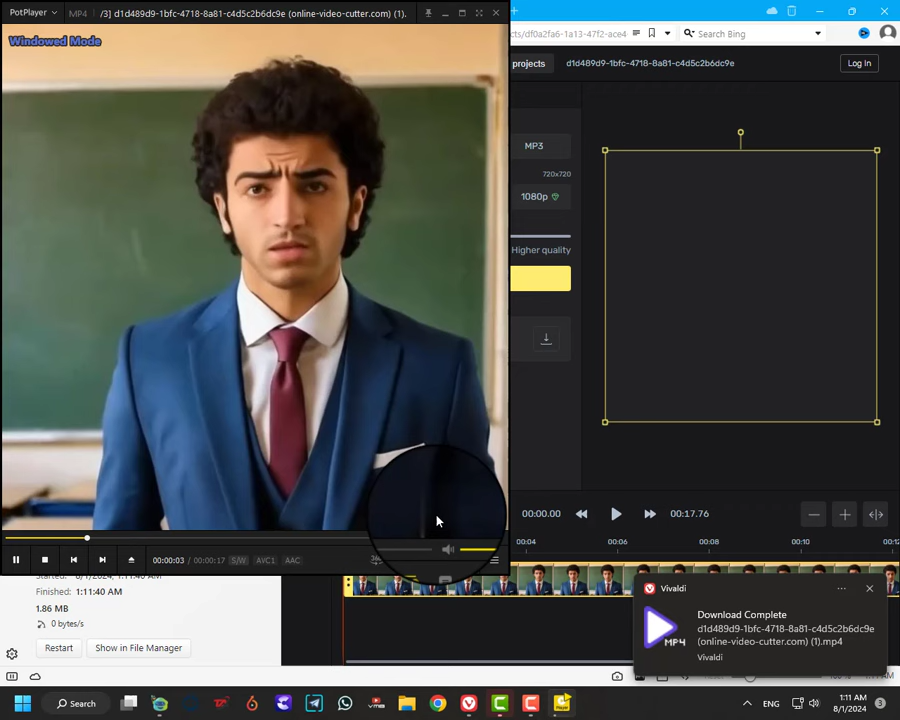 PotPlayer
MP4
/3] d1d489d9-1bfc-4718-8a81-c4d5c2b6dc9e (online-video-cutter.com) (1).
Windowed Mode
cts/df0a2fa6-1a13-47f2-ace4
Search Bing
projects
d1d489d9-1bfc-4718-8a81-c4d5c2b6dc9e
Log In
MP3
720x720
1080p
Higher quality
00:00.00
00:17.76
00:04
00:06
00:08
00:10
00:12
00:00:03 / 00:00:17
S/W
AVC1
AAC
Started: 8/1/2024, 1:11:40 AM
Finished: 1:11:40 AM
1.86 MB
0 bytes/s
Restart
Show in File Manager
Vivaldi
Download Complete
d1d489d9-1bfc-4718-8a81-c4d5c2b6dc9e
(online-video-cutter.com) (1).mp4
Vivaldi
MP4
Search
ENG
1:11 AM
8/1/2024
3